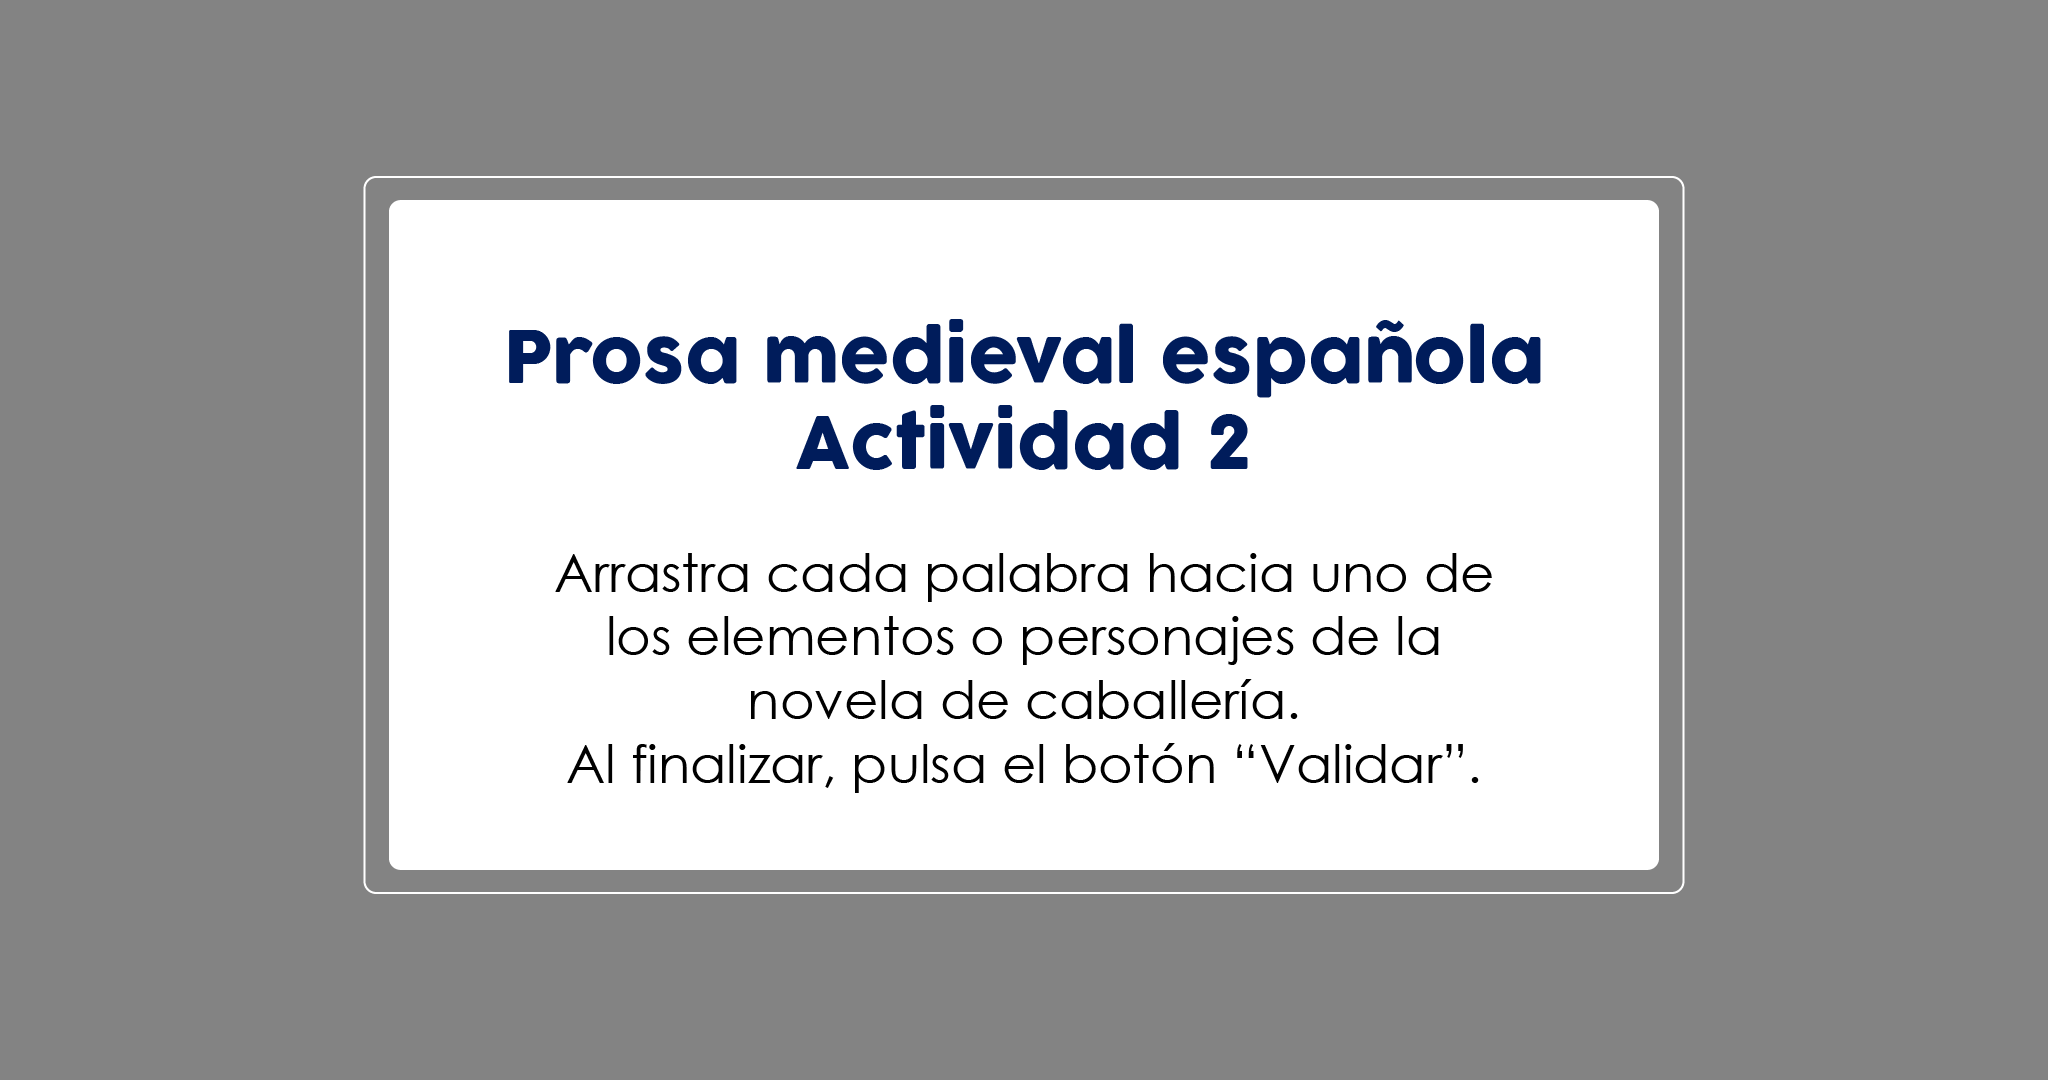 Prosa medieval española
Actividad 2
Arrastra cada palabra hacia uno de
los elementos o personajes de la
novela de caballería.
Al finalizar, pulsa el botón “Validar”.